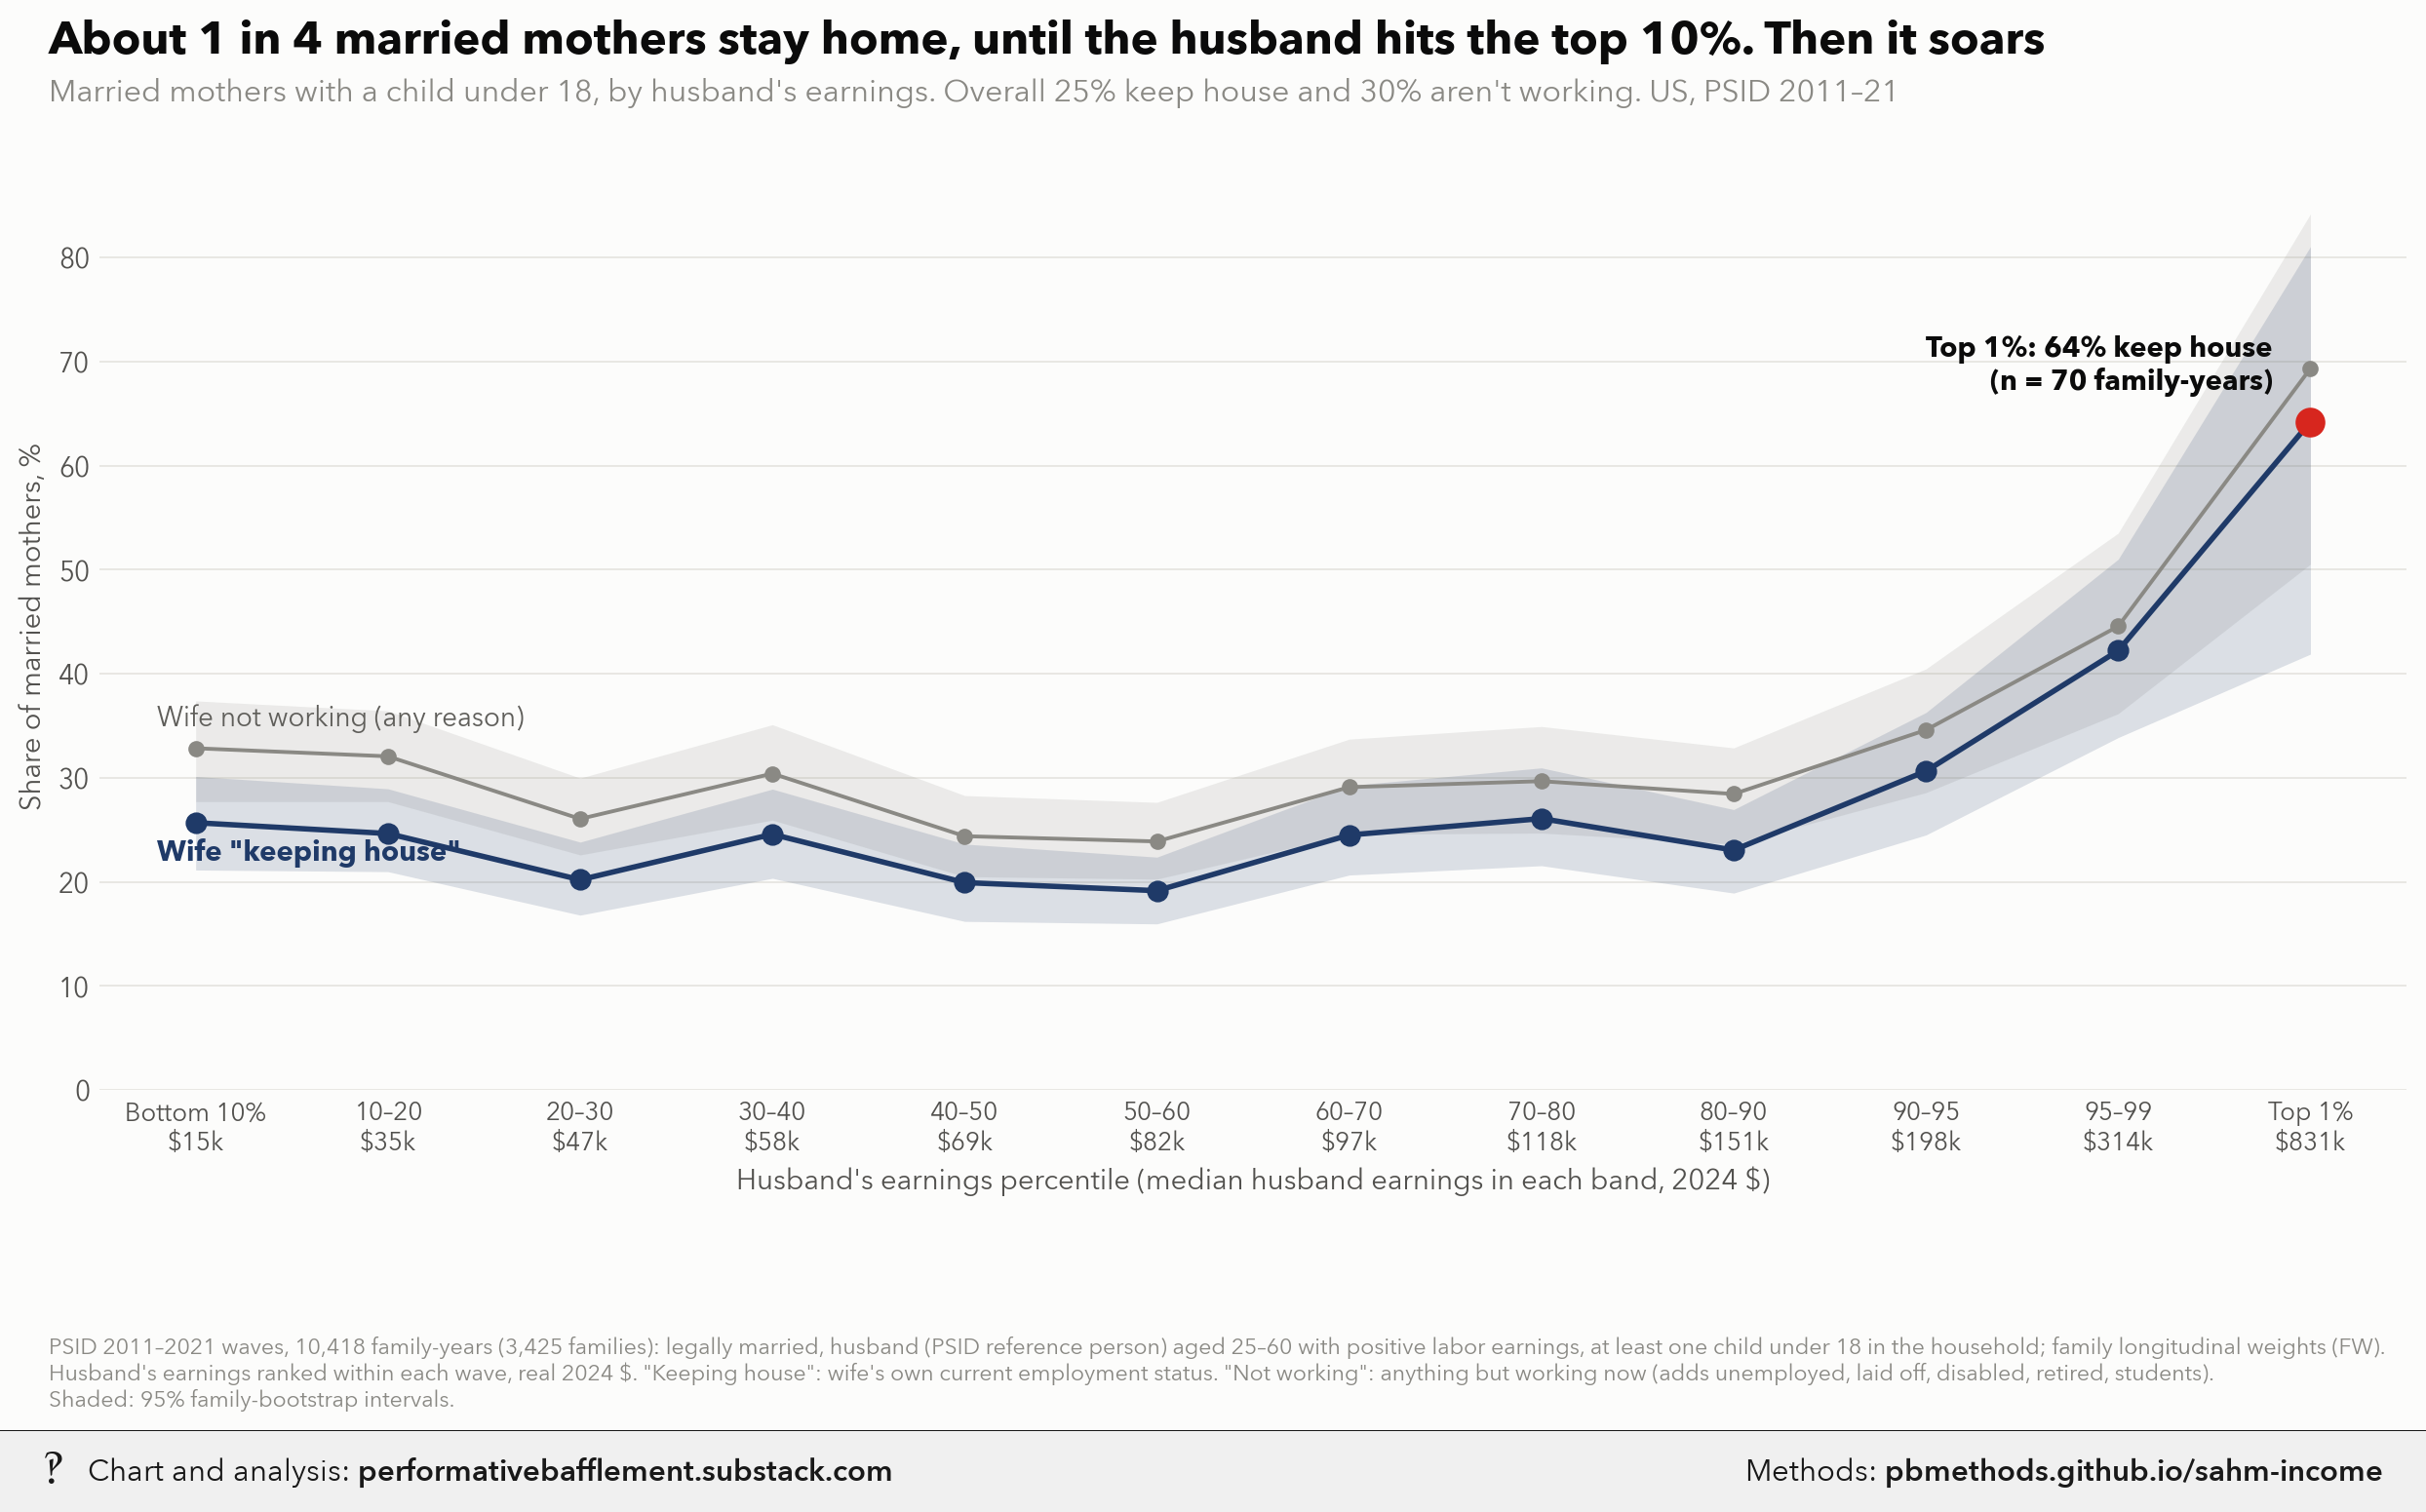 About 1 in 4 married mothers stay home, until the husband hits the top 10%. Then it soars
Married mothers with a child under 18, by husband's earnings. Overall 25% keep house and 30% aren't working. US, PSID 2011–21
Share of married mothers, %
80
70
60
50
40
30
20
10
0
Top 1%: 64% keep house
(n = 70 family-years)
Wife not working (any reason)
Wife "keeping house"
Bottom 10% 10–20 20–30 30–40 40–50 50–60 60–70 70–80 80–90 90–95 95–99 Top 1%
$15k $35k $47k $58k $69k $82k $97k $118k $151k $198k $314k $831k
Husband's earnings percentile (median husband earnings in each band, 2024 $)
PSID 2011–2021 waves, 10,418 family-years (3,425 families): legally married, husband (PSID reference person) aged 25–60 with positive labor earnings, at least one child under 18 in the household; family longitudinal weights (FW).
Husband's earnings ranked within each wave, real 2024 $. "Keeping house": wife's own current employment status. "Not working": anything but working now (adds unemployed, laid off, disabled, retired, students).
Shaded: 95% family-bootstrap intervals.
‽ Chart and analysis: performativebafflement.substack.com
Methods: pbmethods.github.io/sahm-income